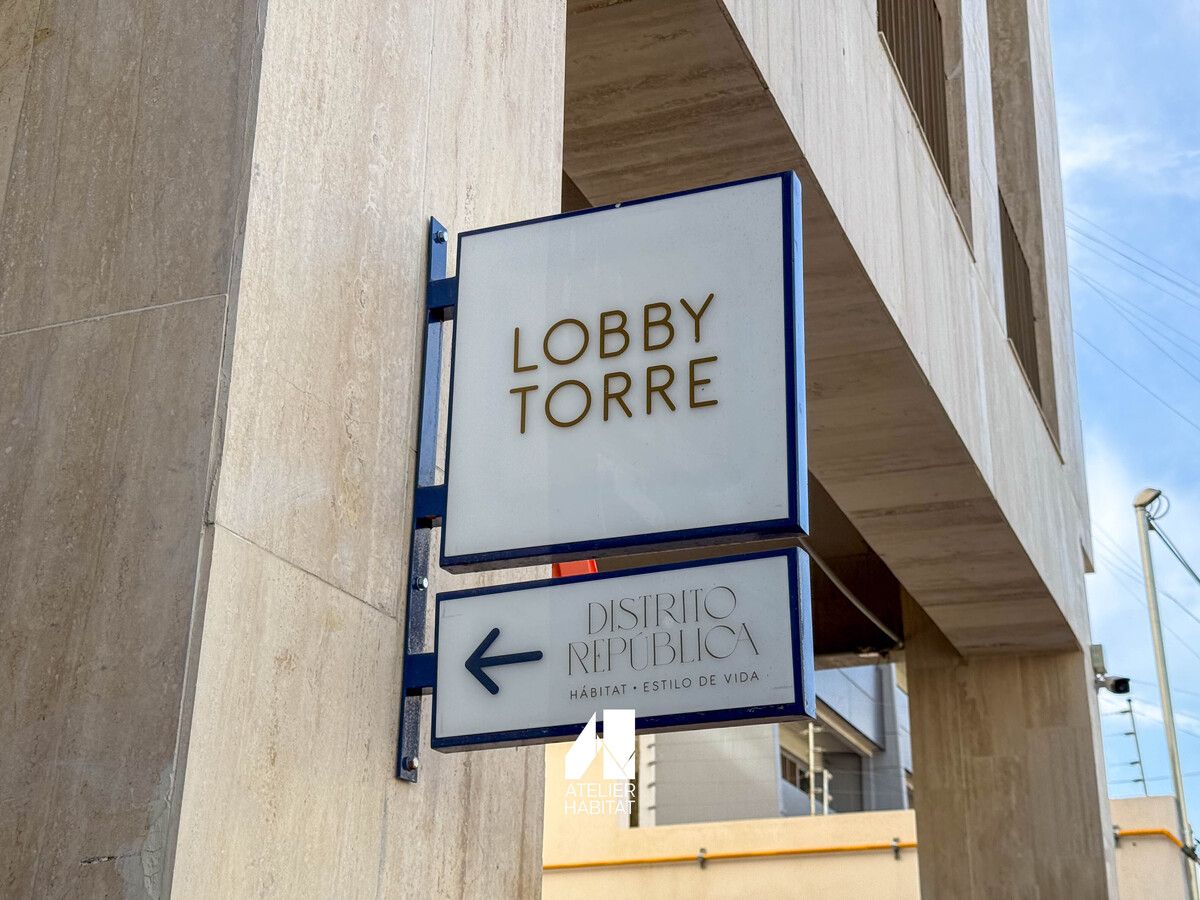 LOBBY
TORRE
DISTRITO
REPÚBLICA
HÁBITAT • ESTILO DE VIDA
ATELIER
HABITAT